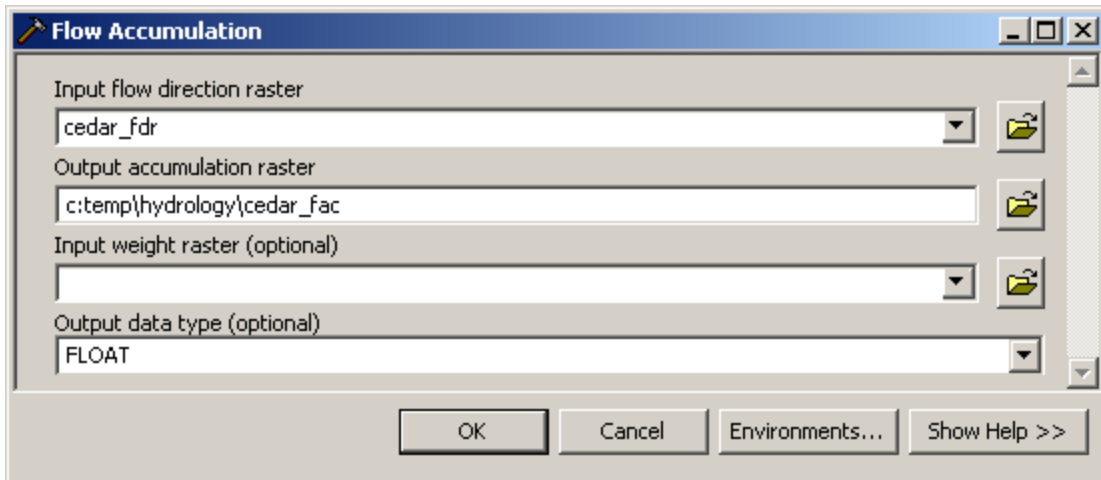 Flow Accumulation
Input flow direction raster
cedar_fdr
Output accumulation raster
c:temp\hydrology\cedar_fac
Input weight raster (optional)
Output data type (optional)
FLOAT
OK Cancel Environments... Show Help >>